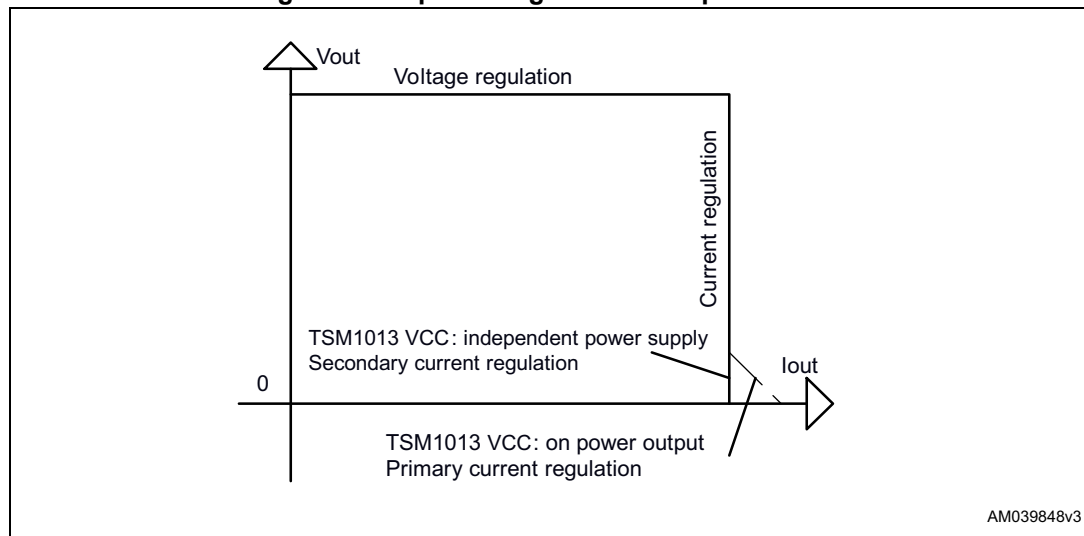 Vout
Voltage regulation
Current regulation
TSM1013 VCC: independent power supply
Secondary current regulation
Iout
0
TSM1013 VCC: on power output
Primary current regulation
AM039848v3